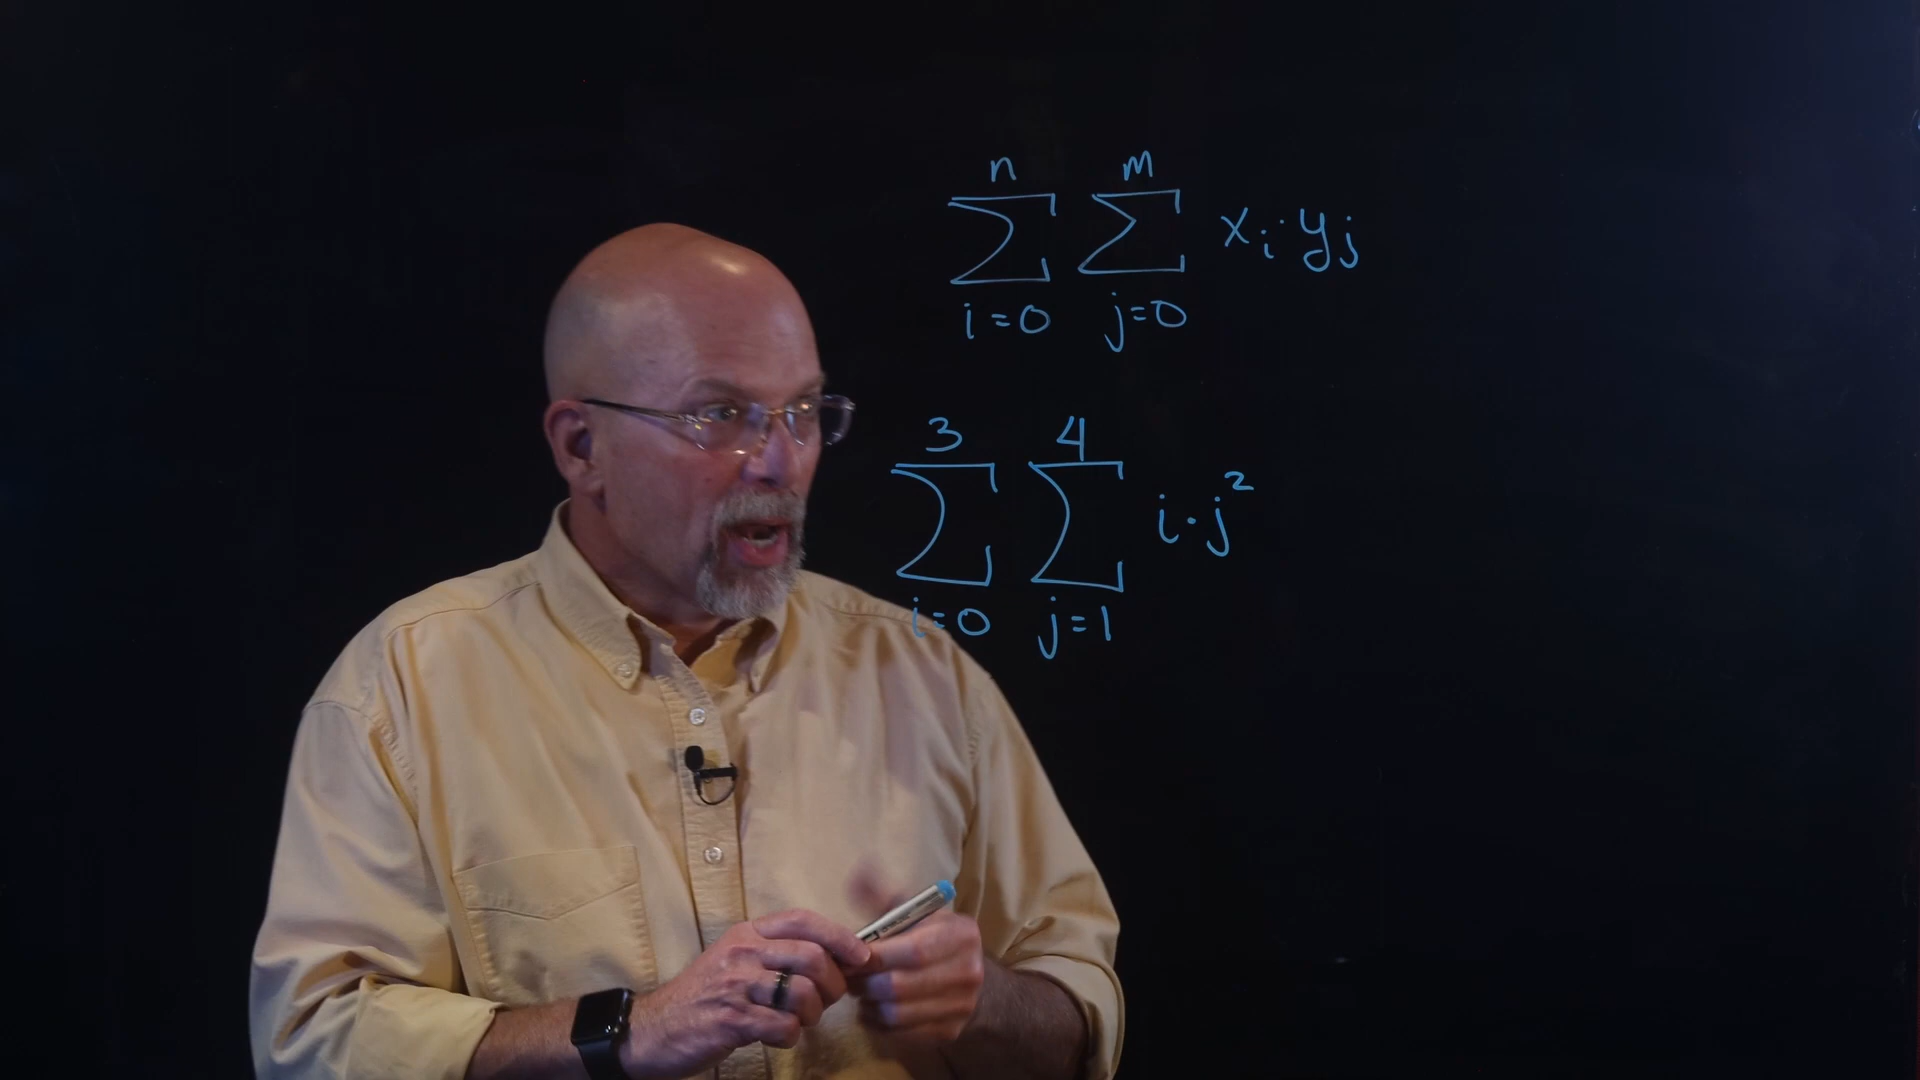 n m
∑ ∑ xᵢ · yⱼ
i=0 j=0
3 4
∑ ∑ i · j²
i=0 j=1